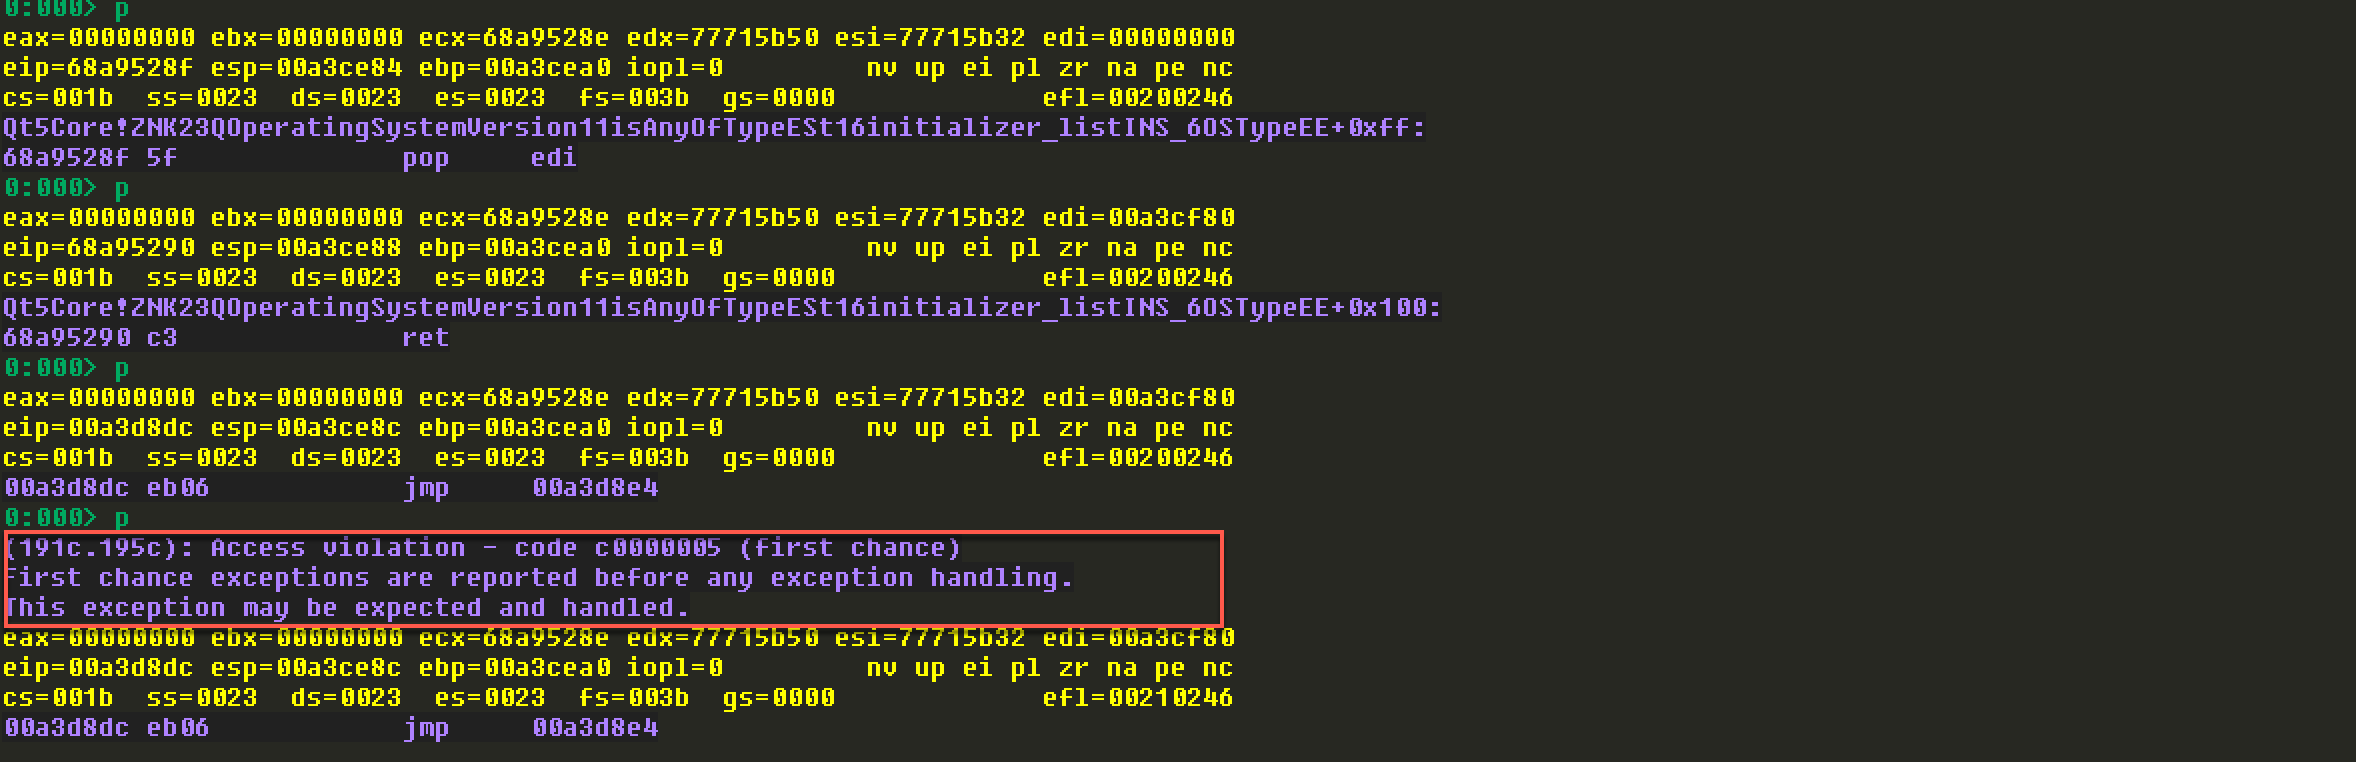 0:000> p
eax=00000000 ebx=00000000 ecx=68a9528e edx=77715b50 esi=77715b32 edi=00000000
eip=68a9528f esp=00a3ce84 ebp=00a3cea0 iopl=0         nv up ei pl zr na pe nc
cs=001b  ss=0023  ds=0023  es=0023  fs=003b  gs=0000             efl=00200246
Qt5Core!ZNK23QOperatingSystemVersion11isAnyOfTypeESt16initializer_listINS_6OSTypeEE+0xff:
68a9528f 5f              pop     edi
0:000> p
eax=00000000 ebx=00000000 ecx=68a9528e edx=77715b50 esi=77715b32 edi=00a3cf80
eip=68a95290 esp=00a3ce88 ebp=00a3cea0 iopl=0         nv up ei pl zr na pe nc
cs=001b  ss=0023  ds=0023  es=0023  fs=003b  gs=0000             efl=00200246
Qt5Core!ZNK23QOperatingSystemVersion11isAnyOfTypeESt16initializer_listINS_6OSTypeEE+0x100:
68a95290 c3              ret
0:000> p
eax=00000000 ebx=00000000 ecx=68a9528e edx=77715b50 esi=77715b32 edi=00a3cf80
eip=00a3d8dc esp=00a3ce8c ebp=00a3cea0 iopl=0         nv up ei pl zr na pe nc
cs=001b  ss=0023  ds=0023  es=0023  fs=003b  gs=0000             efl=00200246
00a3d8dc eb06            jmp     00a3d8e4
0:000> p
(191c.195c): Access violation - code c0000005 (first chance)
First chance exceptions are reported before any exception handling.
This exception may be expected and handled.
eax=00000000 ebx=00000000 ecx=68a9528e edx=77715b50 esi=77715b32 edi=00a3cf80
eip=00a3d8dc esp=00a3ce8c ebp=00a3cea0 iopl=0         nv up ei pl zr na pe nc
cs=001b  ss=0023  ds=0023  es=0023  fs=003b  gs=0000             efl=00210246
00a3d8dc eb06            jmp     00a3d8e4